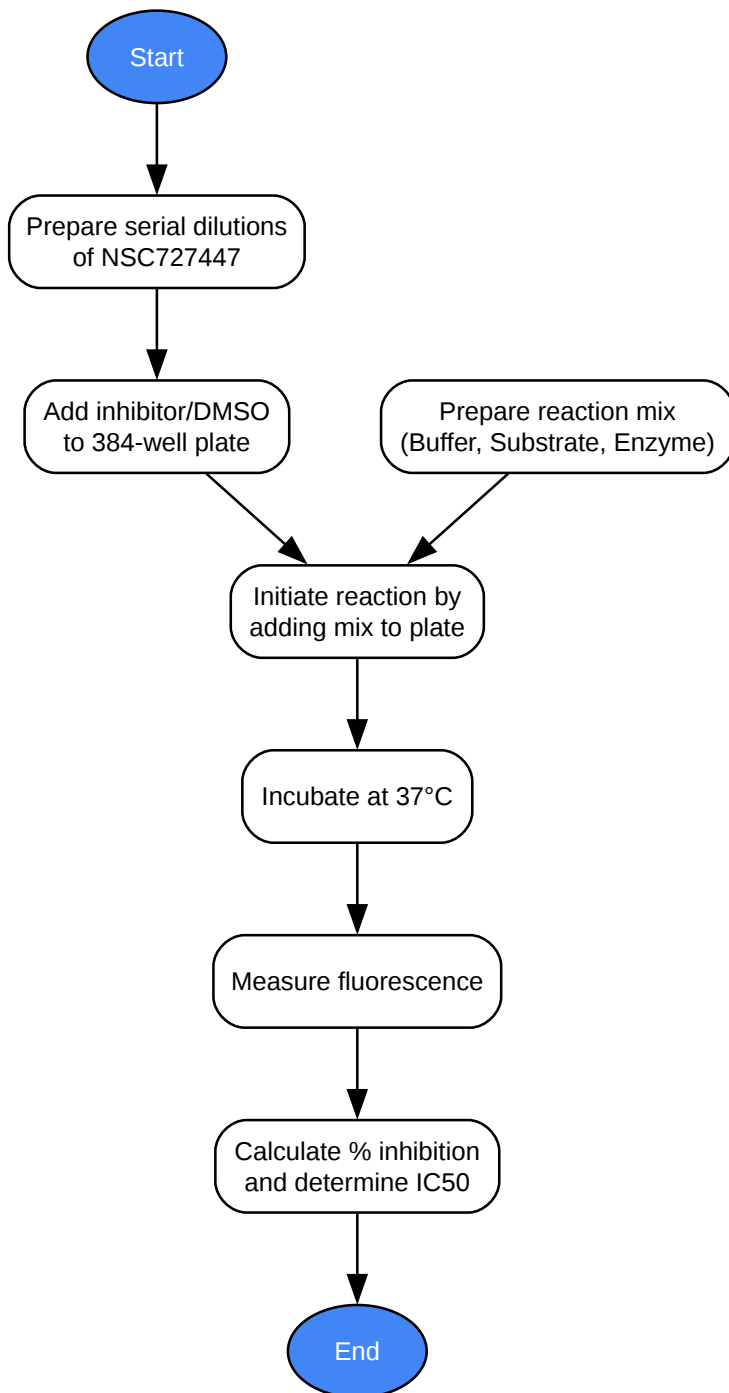 Start
Prepare serial dilutions
of NSC727447
Add inhibitor/DMSO
to 384-well plate
Prepare reaction mix
(Buffer, Substrate, Enzyme)
Initiate reaction by
adding mix to plate
Incubate at 37°C
Measure fluorescence
Calculate % inhibition
and determine IC50
End